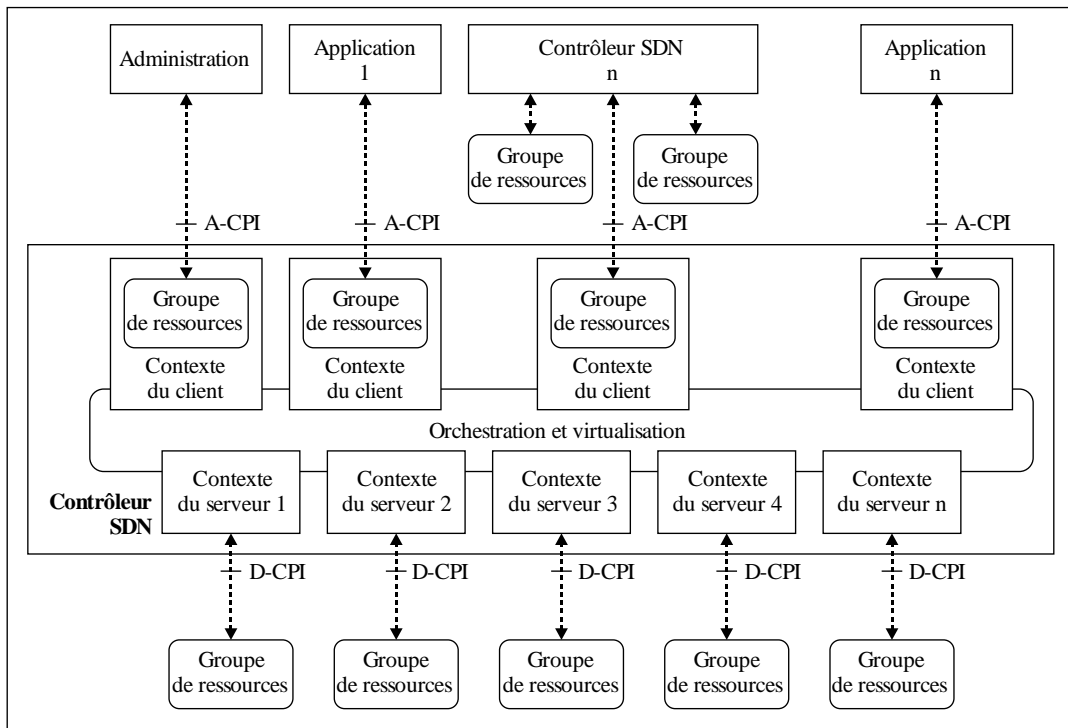 Administration
Application
1
Contrôleur SDN
n
Application
n
Groupe
de ressources
Groupe
de ressources
A-CPI
A-CPI
A-CPI
A-CPI
Groupe
de ressources
Contexte
du client
Groupe
de ressources
Contexte
du client
Groupe
de ressources
Contexte
du client
Groupe
de ressources
Contexte
du client
Orchestration et virtualisation
Contrôleur
SDN
Contexte
du serveur 1
Contexte
du serveur 2
Contexte
du serveur 3
Contexte
du serveur 4
Contexte
du serveur n
D-CPI
D-CPI
D-CPI
D-CPI
D-CPI
Groupe
de ressources
Groupe
de ressources
Groupe
de ressources
Groupe
de ressources
Groupe
de ressources